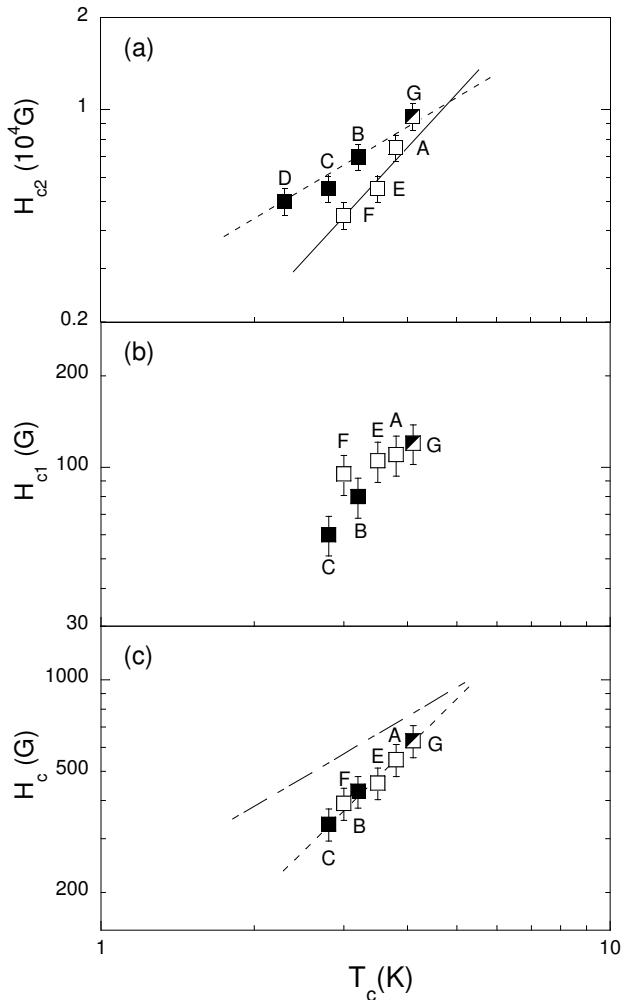 2
(a)
G
1
B
A
C
D
E
F
H_c2 (10^4G)
0.2
(b)
200
A
E
F
G
100
B
C
H_c1 (G)
30
(c)
1000
A
G
E
500
F
B
C
H_c (G)
200
1
10
T_c(K)